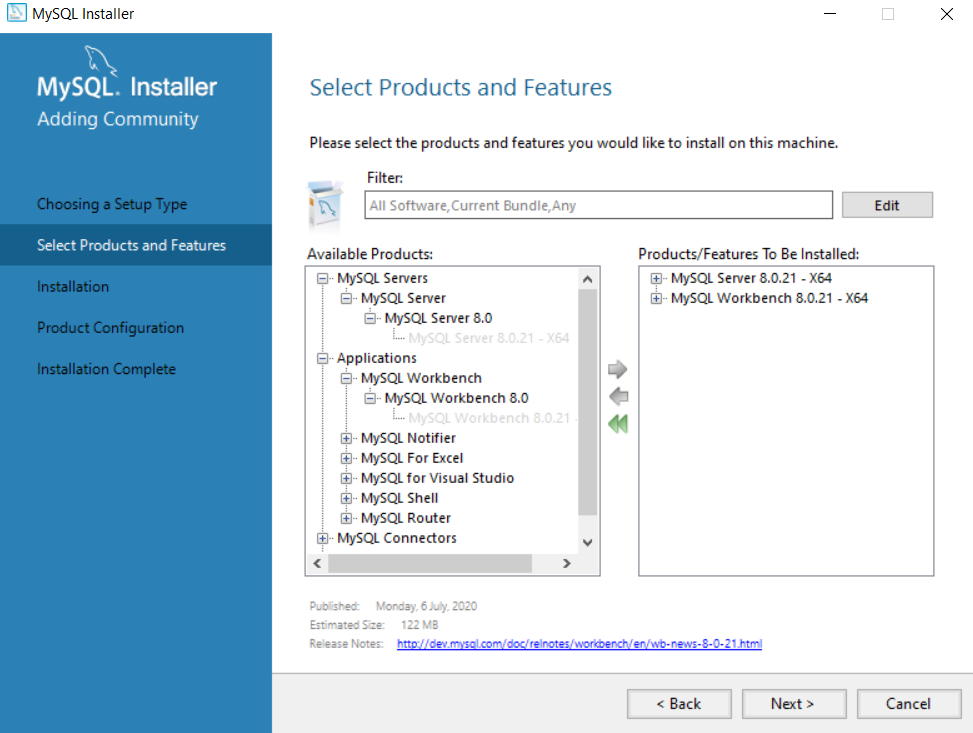 MySQL Installer
MySQL. Installer
Adding Community
Choosing a Setup Type
Select Products and Features
Installation
Product Configuration
Installation Complete
Select Products and Features
Please select the products and features you would like to install on this machine.
Filter:
All Software,Current Bundle,Any
Edit
Available Products:
MySQL Servers
MySQL Server
MySQL Server 8.0
MySQL Server 8.0.21 - X64
Applications
MySQL Workbench
MySQL Workbench 8.0
MySQL Workbench 8.0.21 -
MySQL Notifier
MySQL For Excel
MySQL for Visual Studio
MySQL Shell
MySQL Router
MySQL Connectors
Products/Features To Be Installed:
MySQL Server 8.0.21 - X64
MySQL Workbench 8.0.21 - X64
Published: Monday, 6 July, 2020
Estimated Size: 122 MB
Release Notes: http://dev.mysql.com/doc/relnotes/workbench/en/wb-news-8-0-21.html
< Back
Next >
Cancel